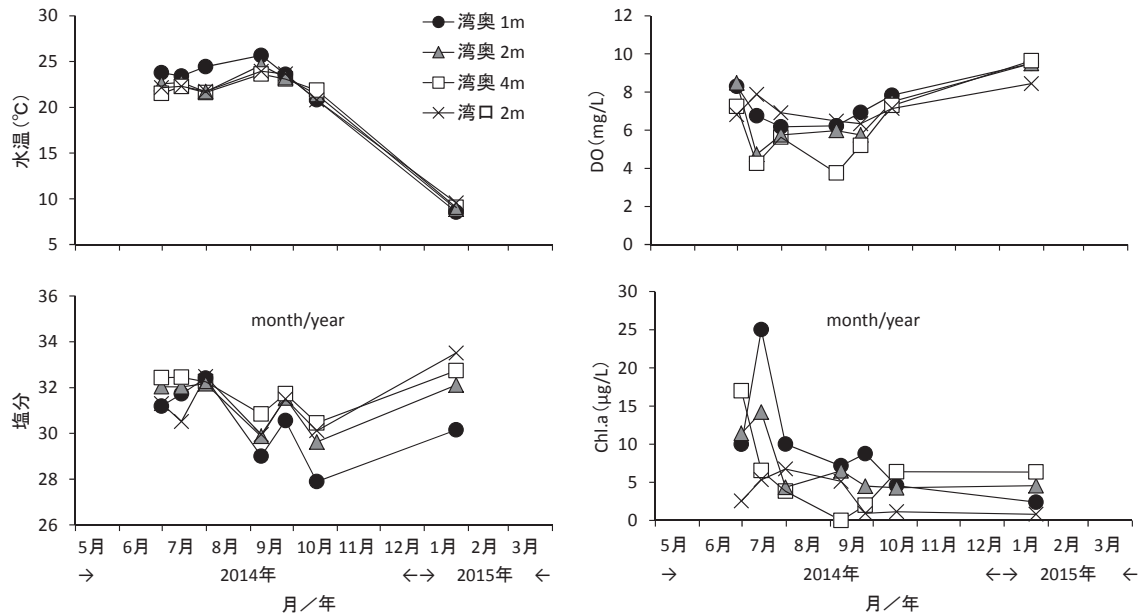 30
25
20
15
10
5
水温(℃)
湾奥 1m
湾奥 2m
湾奥 4m
湾口 2m
12
10
8
6
4
2
0
DO (mg/L)
36
34
32
30
28
26
塩分
month/year
5月 6月 7月 8月 9月 10月 11月 12月 1月 2月 3月
→ 2014年 ←→ 2015年 ←
月／年
30
25
20
15
10
5
0
Chl.a (μg/L)
month/year
5月 6月 7月 8月 9月 10月 11月 12月 1月 2月 3月
→ 2014年 ←→ 2015年 ←
月／年